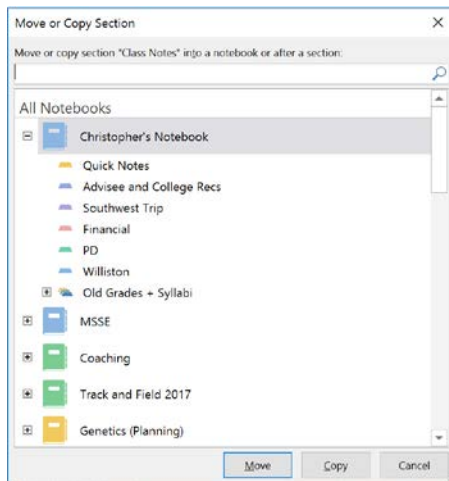 Move or Copy Section
Move or copy section "Class Notes" into a notebook or after a section:
All Notebooks
Christopher's Notebook
Quick Notes
Advisee and College Recs
Southwest Trip
Financial
PD
Williston
Old Grades + Syllabi
MSSE
Coaching
Track and Field 2017
Genetics (Planning)
Move Copy Cancel